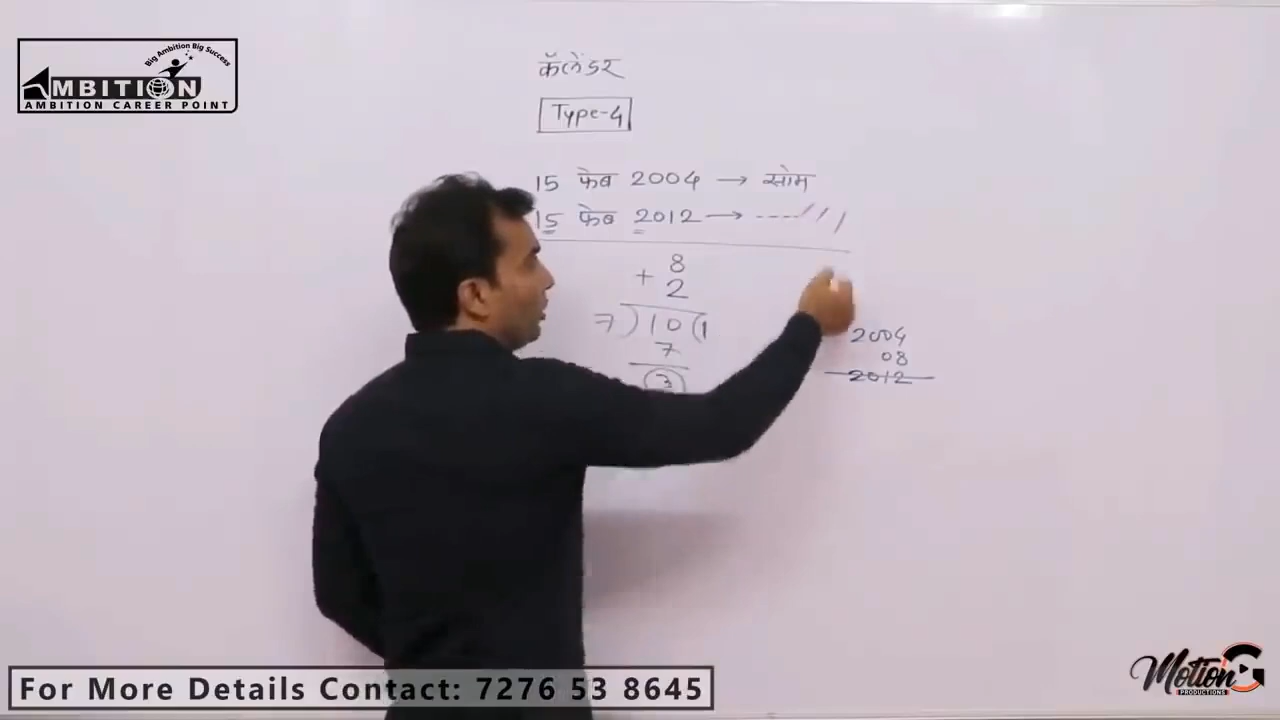 Big Ambition Big Success
AMBITION
AMBITION CAREER POINT
कॅलेंडर
Type-4
15 फेब 2004 → सोम
15 फेब 2012 → ----
+ 8
2
7 ) 10 ( 1
7
3
2004
08
2012
For More Details Contact: 7276 53 8645
Motion G
PRODUCTIONS